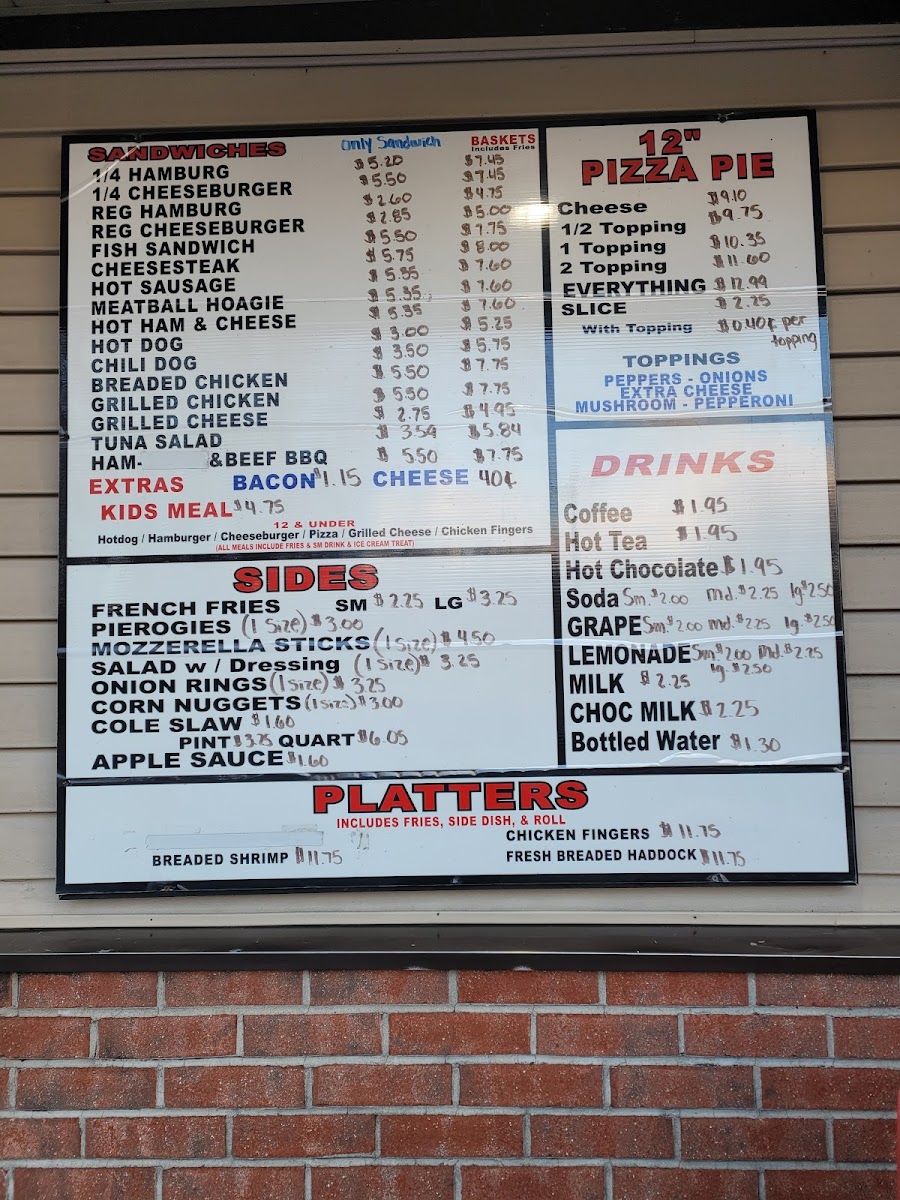 SANDWICHES only Sandwich BASKETS
Includes Fries
1/4 HAMBURG $5.20 $7.45
1/4 CHEESEBURGER $5.50 $7.45
REG HAMBURG $2.60 $4.75
REG CHEESEBURGER $2.85 $5.00
FISH SANDWICH $5.50 $7.75
CHEESESTEAK $5.75 $8.00
HOT SAUSAGE $5.35 $7.60
MEATBALL HOAGIE $5.35 $7.60
HOT HAM & CHEESE $5.35 $7.60
HOT DOG $3.00 $5.25
CHILI DOG $3.50 $5.75
BREADED CHICKEN $5.50 $7.75
GRILLED CHICKEN $5.50 $7.75
GRILLED CHEESE $2.75 $4.95
TUNA SALAD $3.59 $5.84
HAM- &BEEF BBQ $5.50 $7.75
EXTRAS BACON $1.15 CHEESE 40¢
KIDS MEAL $4.75
12 & UNDER
Hotdog / Hamburger / Cheeseburger / Pizza / Grilled Cheese / Chicken Fingers
(ALL MEALS INCLUDE FRIES & SM DRINK & ICE CREAM TREAT)
12"
PIZZA PIE
Cheese $9.10
1/2 Topping $9.75
1 Topping $10.35
2 Topping $11.60
EVERYTHING $12.99
SLICE $2.25
With Topping $0.40¢ per
topping
TOPPINGS
PEPPERS - ONIONS
EXTRA CHEESE
MUSHROOM - PEPPERONI
SIDES
FRENCH FRIES SM $2.25 LG $3.25
PIEROGIES (1 Size) $3.00
MOZZERELLA STICKS (1 Size) $4.50
SALAD w / Dressing (1 Size) $3.25
ONION RINGS (1 size) $3.25
CORN NUGGETS (1 size) $3.00
COLE SLAW $1.60
PINT $3.25 QUART $6.05
APPLE SAUCE $1.60
DRINKS
Coffee $1.95
Hot Tea $1.95
Hot Chocolate $1.95
Soda Sm. $2.00 md. $2.25 lg $2.50
GRAPE Sm. $2.00 md. $2.25 lg. $2.50
LEMONADE Sm. $2.00 Md. $2.25
lg. $2.50
MILK $2.25
CHOC MILK $2.25
Bottled Water $1.30
PLATTERS
INCLUDES FRIES, SIDE DISH, & ROLL
CHICKEN FINGERS $11.75
BREADED SHRIMP $11.75
FRESH BREADED HADDOCK $11.75